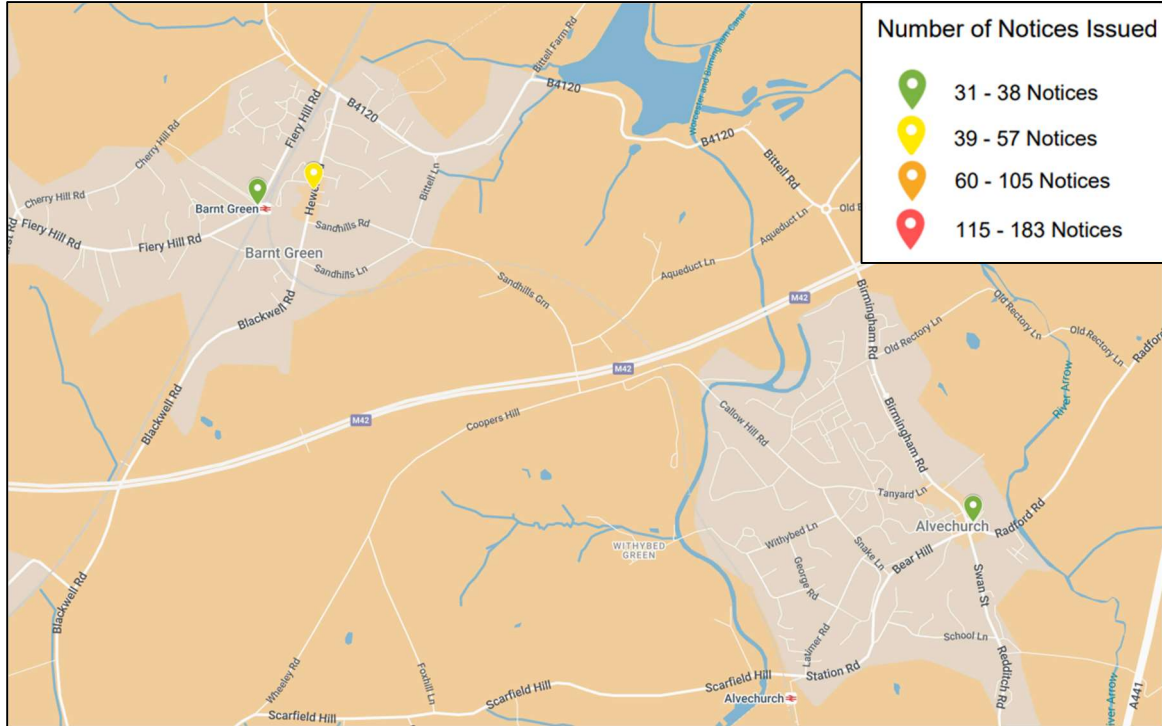 Number of Notices Issued
31 - 38 Notices
39 - 57 Notices
60 - 105 Notices
115 - 183 Notices
Bittell Farm Rd
Worcester and Birmingham Canal
B4120
B4120
B4120
Fiery Hill Rd
Cherry Hill Rd
Bittell Rd
Bittell Ln
Cherry Hill Rd
Barnt Green
Sandhills Rd
Aqueduct Ln
Fiery Hill Rd
Fiery Hill Rd
Barnt Green
Sandhills Ln
Aqueduct Ln
Sandhills Grn
M42
Birmingham Rd
Old Rectory Ln
Old Rectory Ln
Old Rectory Ln
Blackwell Rd
M42
River Arrow
Blackwell Rd
M42
Coopers Hill
Callow Hill Rd
Birmingham Rd
Tanyard Ln
Alvechurch
Radford Rd
Withybed Ln
WITHYBED
GREEN
Snake Ln
Bear Hill
George Rd
Swan St
Blackwell Rd
School Ln
Latimer Rd
Wheeley Rd
Foxhill Ln
Scarfield Hill
Station Rd
Redditch Rd
Scarfield Hill
Alvechurch
Scarfield Hill
A441